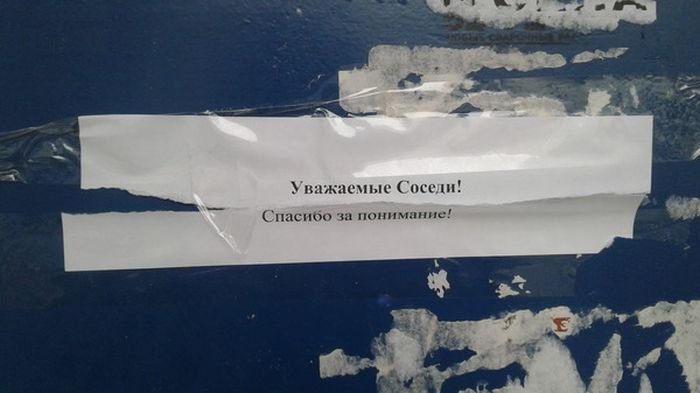 Уважаемые Соседи!
Спасибо за понимание!